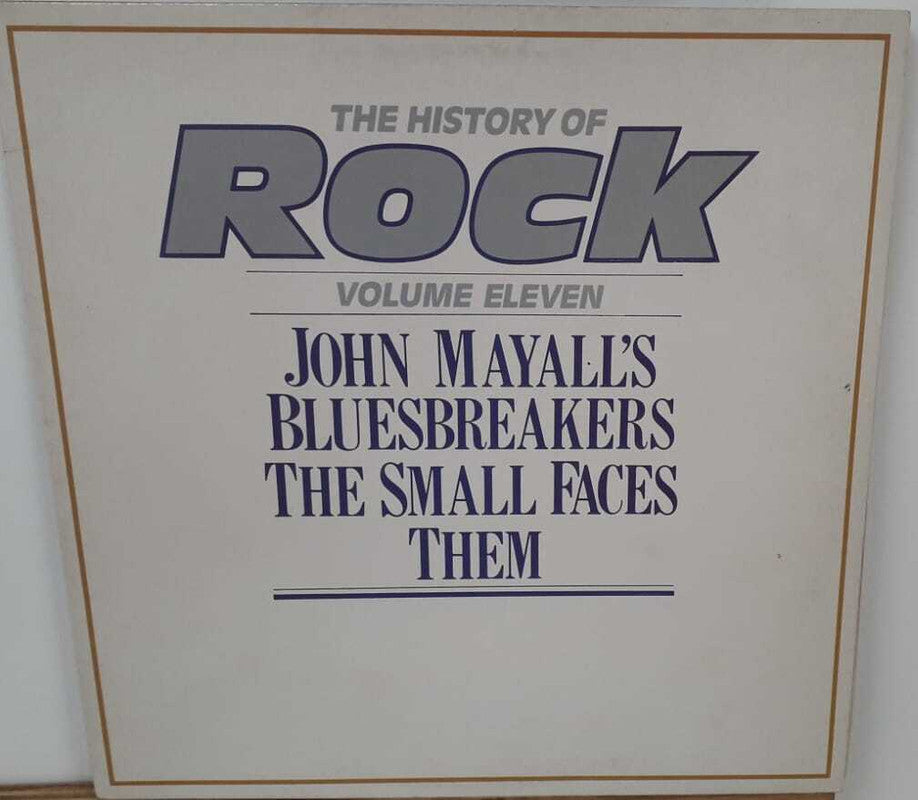 THE HISTORY OF
ROCK
VOLUME ELEVEN
JOHN MAYALL'S
BLUESBREAKERS
THE SMALL FACES
THEM